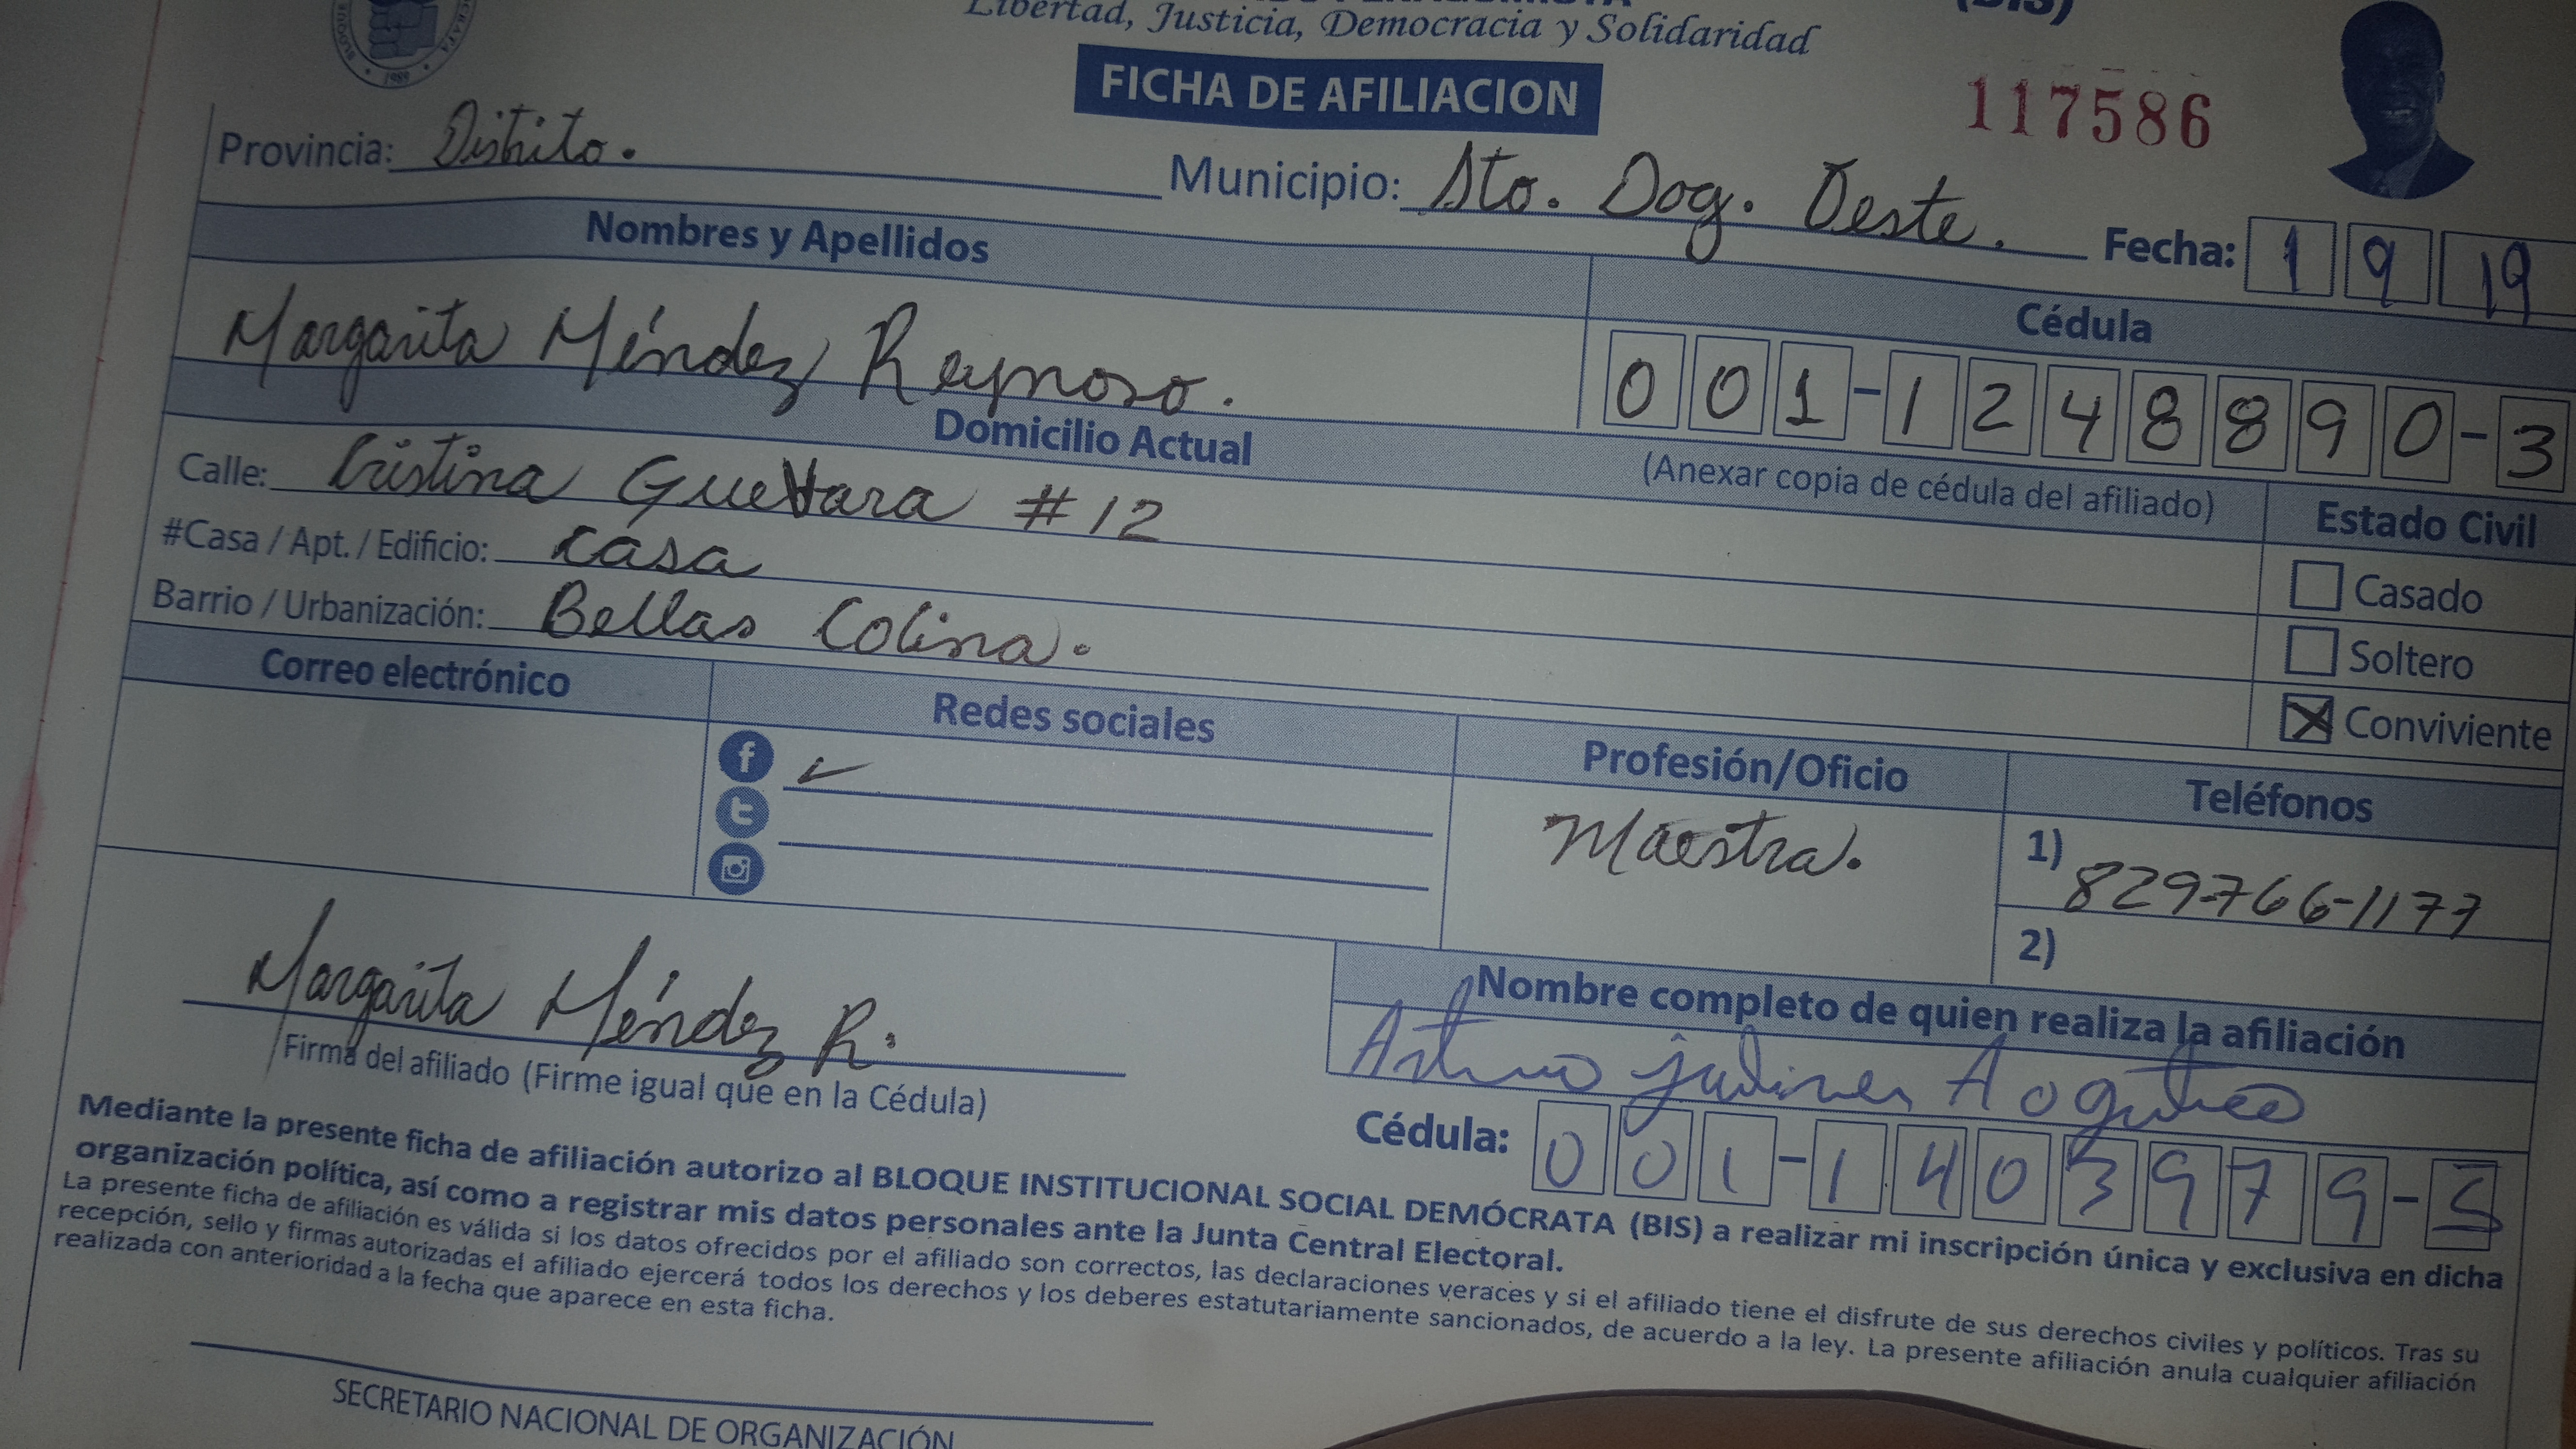 Libertad, Justicia, Democracia y Solidaridad
(BIS)
BLOQUE
1989
FICHA DE AFILIACION
117586
Provincia: Distrito.
Municipio: Sto. Dog. Oeste.
Fecha: 1 9 19
Nombres y Apellidos
Cédula
Margarita Méndez Reynoso.
001-1248890-3
(Anexar copia de cédula del afiliado)
Domicilio Actual
Calle: Cristina Guevara #12
#Casa / Apt. / Edificio: casa
Barrio / Urbanización: Bellas Colina.
Estado Civil
Casado
Soltero
Conviviente
Correo electrónico
Redes sociales
Profesión/Oficio
Maestra.
Teléfonos
1) 829-766-1177
2)
Margarita Méndez R.
Firma del afiliado (Firme igual que en la Cédula)
Nombre completo de quien realiza la afiliación
Arturo
Cédula: 001-1403979-5
Mediante la presente ficha de afiliación autorizo al BLOQUE INSTITUCIONAL SOCIAL DEMÓCRATA (BIS) a realizar mi inscripción única y exclusiva en dicha
organización política, así como a registrar mis datos personales ante la Junta Central Electoral.
La presente ficha de afiliación es válida si los datos ofrecidos por el afiliado son correctos, las declaraciones veraces y si el afiliado tiene el disfrute de sus derechos civiles y políticos. Tras su
recepción, sello y firmas autorizadas el afiliado ejercerá todos los derechos y los deberes estatutariamente sancionados, de acuerdo a la ley. La presente afiliación anula cualquier afiliación
realizada con anterioridad a la fecha que aparece en esta ficha.
SECRETARIO NACIONAL DE ORGANIZACIÓN